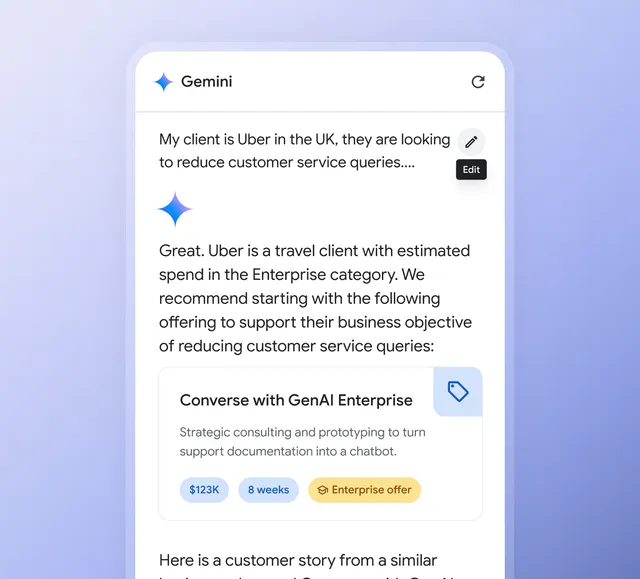 Gemini
My client is Uber in the UK, they are looking
to reduce customer service queries....
Edit
Great. Uber is a travel client with estimated
spend in the Enterprise category. We
recommend starting with the following
offering to support their business objective
of reducing customer service queries:
Converse with GenAI Enterprise
Strategic consulting and prototyping to turn
support documentation into a chatbot.
$123K
8 weeks
Enterprise offer
Here is a customer story from a similar